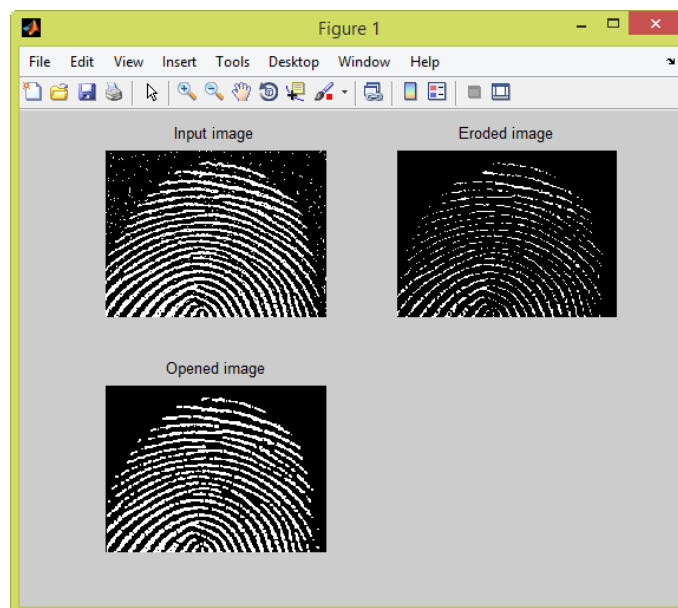 Figure 1
File Edit View Insert Tools Desktop Window Help
Input image Eroded image
Opened image